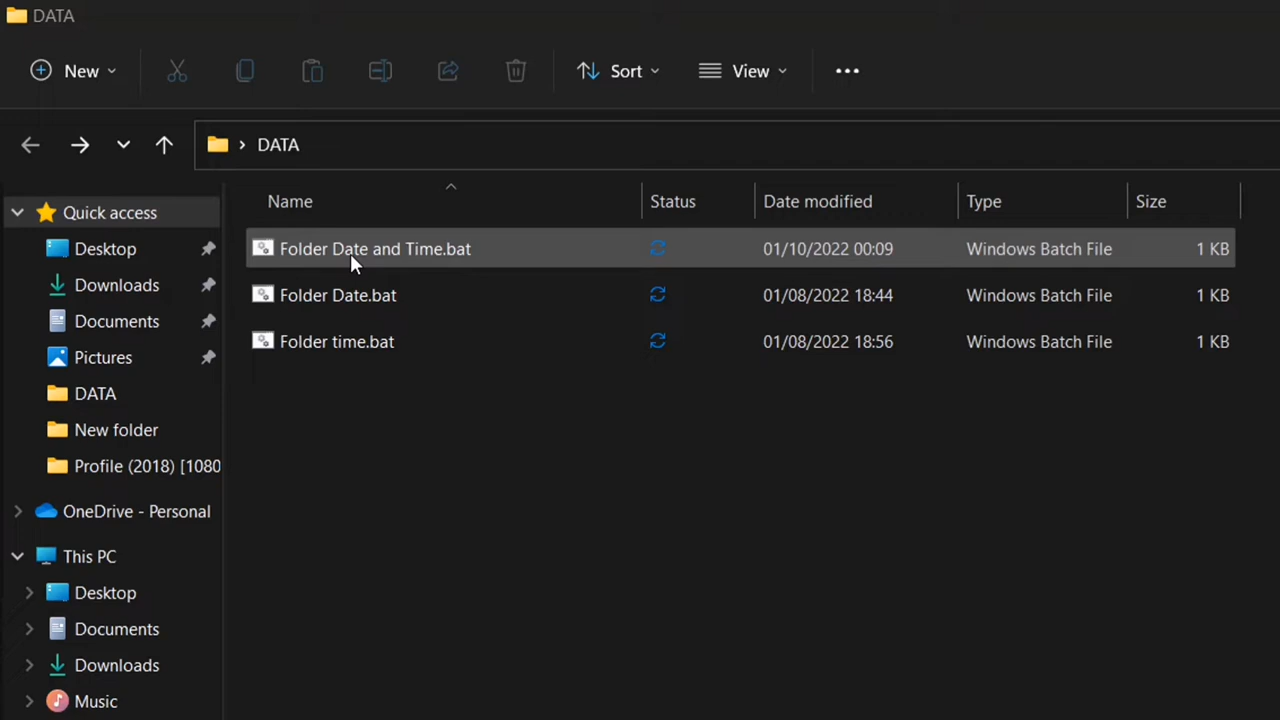 DATA
New
Sort
View
DATA
Name
Status
Date modified
Type
Size
Folder Date and Time.bat
01/10/2022 00:09
Windows Batch File
1 KB
Folder Date.bat
01/08/2022 18:44
Windows Batch File
1 KB
Folder time.bat
01/08/2022 18:56
Windows Batch File
1 KB
Quick access
Desktop
Downloads
Documents
Pictures
DATA
New folder
Profile (2018) [1080
OneDrive - Personal
This PC
Desktop
Documents
Downloads
Music